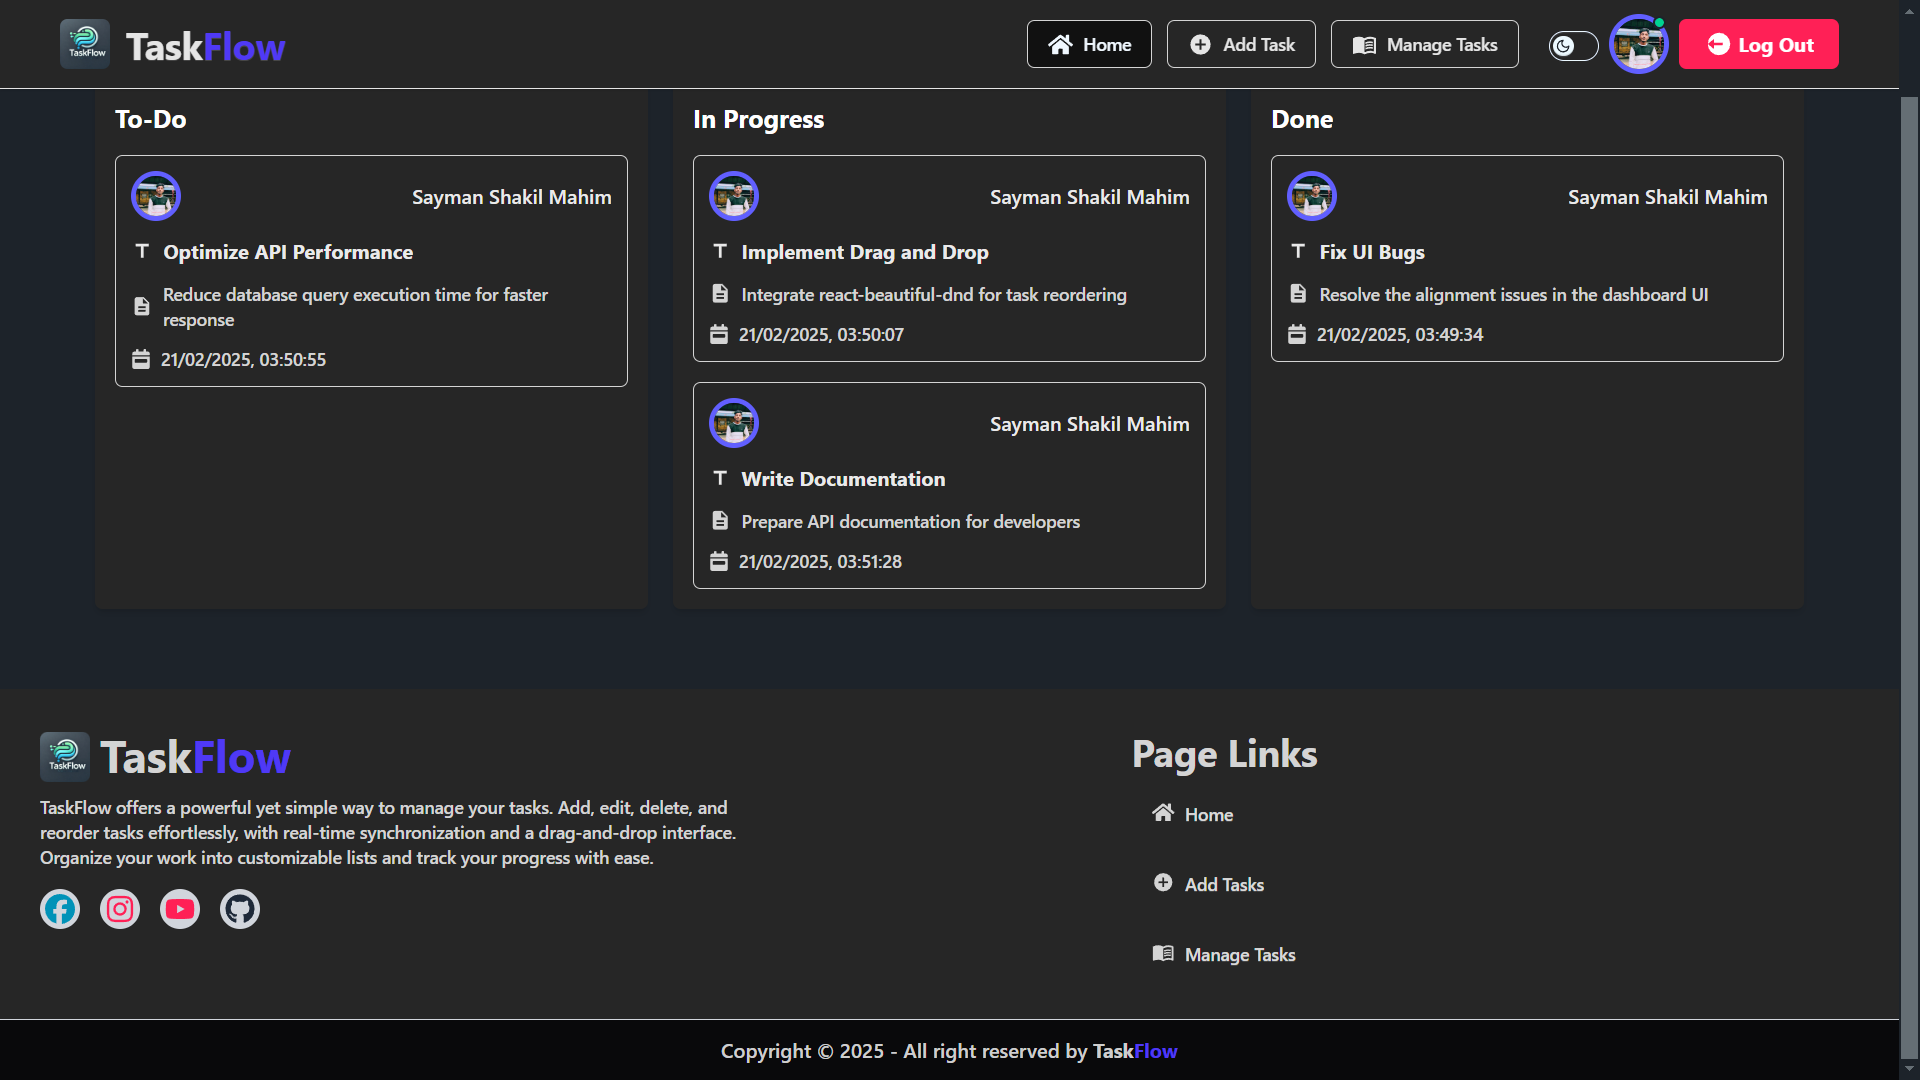 TaskFlow
TaskFlow
Home
Add Task
Manage Tasks
Log Out
To-Do
Sayman Shakil Mahim
Optimize API Performance
Reduce database query execution time for faster
response
21/02/2025, 03:50:55
In Progress
Sayman Shakil Mahim
Implement Drag and Drop
Integrate react-beautiful-dnd for task reordering
21/02/2025, 03:50:07
Sayman Shakil Mahim
Write Documentation
Prepare API documentation for developers
21/02/2025, 03:51:28
Done
Sayman Shakil Mahim
Fix UI Bugs
Resolve the alignment issues in the dashboard UI
21/02/2025, 03:49:34
TaskFlow
TaskFlow
TaskFlow offers a powerful yet simple way to manage your tasks. Add, edit, delete, and
reorder tasks effortlessly, with real-time synchronization and a drag-and-drop interface.
Organize your work into customizable lists and track your progress with ease.
Page Links
Home
Add Tasks
Manage Tasks
Copyright © 2025 - All right reserved by TaskFlow